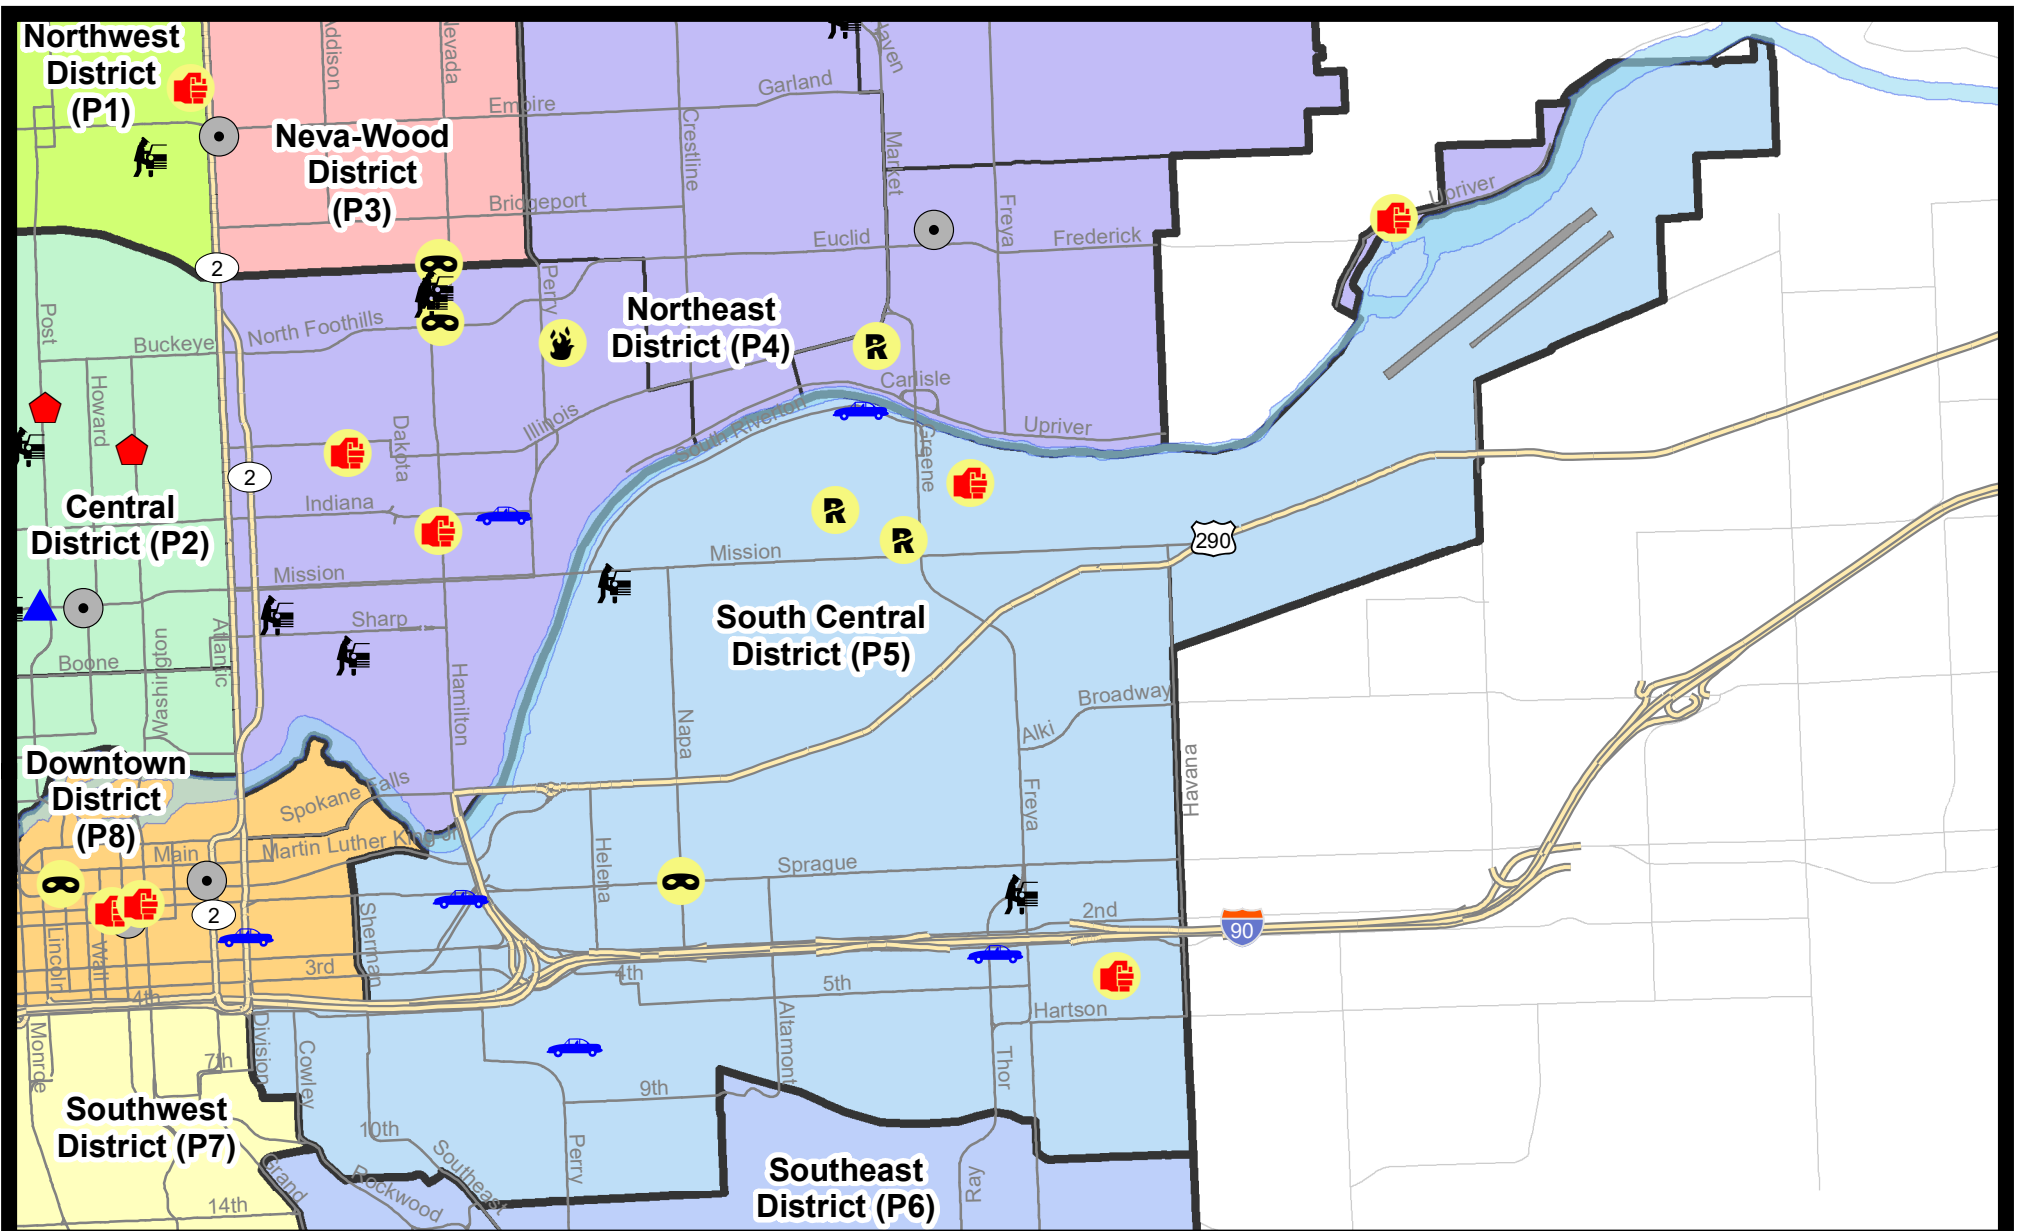 Northwest
District
(P1)
Addison
Nevada
Haven
Garland
Empire
Neva-Wood
District
(P3)
Crestline
Market
Bridgeport
Upriver
Freya
Euclid
Frederick
2
Perry
Post
North Foothills
Northeast
District (P4)
Buckeye
R
Howard
Carlisle
Dakota
Illinois
South Riverton
Upriver
Greene
2
Central
District (P2)
Indiana
R
R
290
Mission
Mission
Sharp
South Central
District (P5)
Atlantic
Washington
Boone
Hamilton
Napa
Broadway
Alki
Havana
Downtown
District
(P8)
Spokane Falls
Freya
Main
Martin Luther King Jr
Helena
Sprague
2
Sherman
2nd
90
Lincoln
Wall
3rd
4th
5th
4th
Altamont
Hartson
Monroe
Division
Cowley
7th
Thor
9th
Southwest
District (P7)
10th
Southeast
Perry
Grand
Rockwood
Southeast
District (P6)
Ray
14th